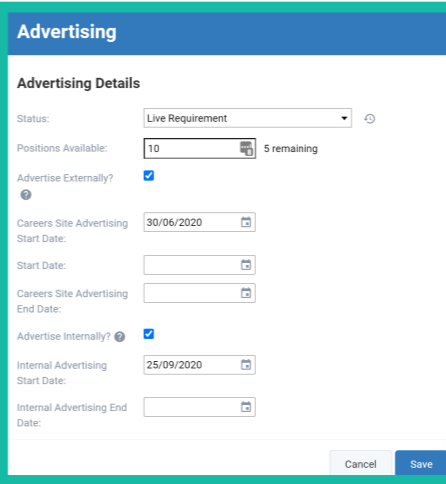 Advertising
Advertising Details
Status:
Live Requirement
Positions Available:
10
5 remaining
Advertise Externally?
Careers Site Advertising
Start Date:
30/06/2020
Start Date:
Careers Site Advertising
End Date:
Advertise Internally?
Internal Advertising
Start Date:
25/09/2020
Internal Advertising End
Date:
Cancel
Save